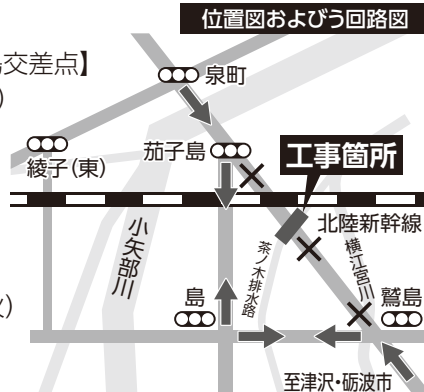 位置図およびう回路図
島交差点】
)
泉町
綾子(東)
茄子島
工事箇所
北陸新幹線
小矢部川
茶ノ木排水路
横江宮川
火)
島
鷲島
至津沢・砺波市